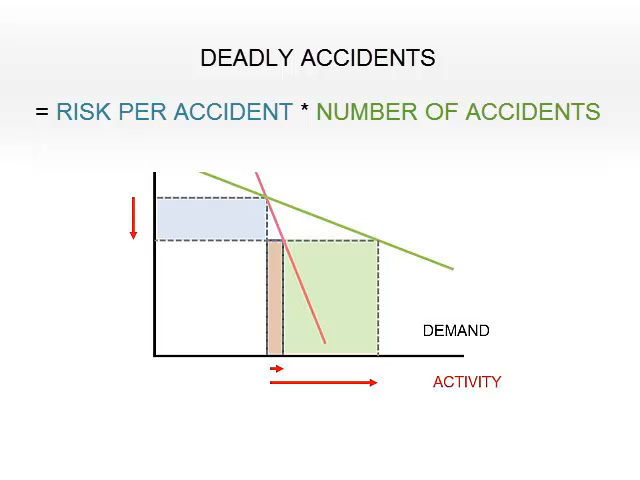 DEADLY ACCIDENTS
= RISK PER ACCIDENT * NUMBER OF ACCIDENTS
DEMAND
ACTIVITY